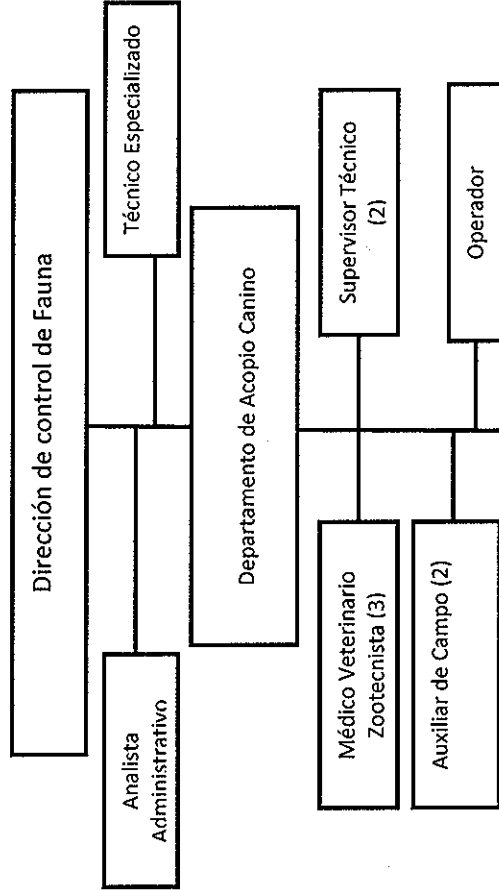 Dirección de control de Fauna
Analista
Administrativo
Técnico Especializado
Departamento de Acopio Canino
Médico Veterinario
Zootecnista (3)
Supervisor Técnico
(2)
Auxiliar de Campo (2)
Operador